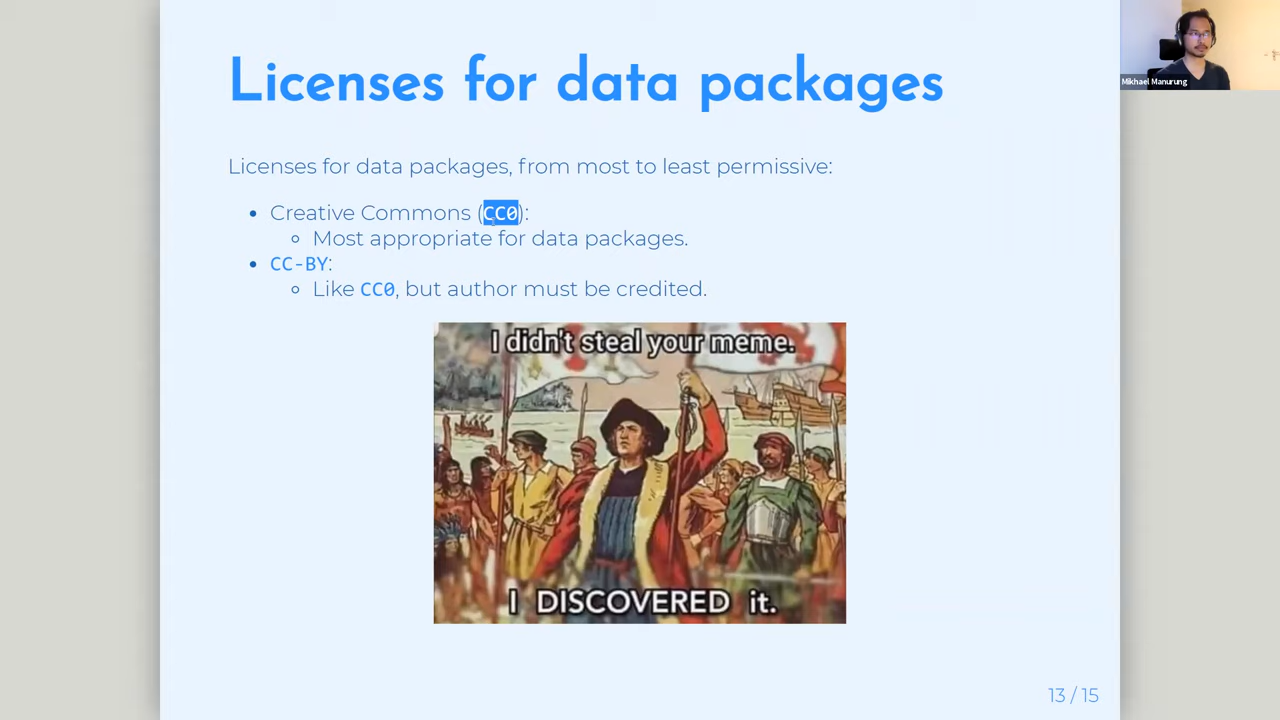 Licenses for data packages
Mikhael Manurung
Licenses for data packages, from most to least permissive:
Creative Commons (CC0):
Most appropriate for data packages.
CC-BY:
Like CC0, but author must be credited.
I didn't steal your meme.
I DISCOVERED it.
13 / 15